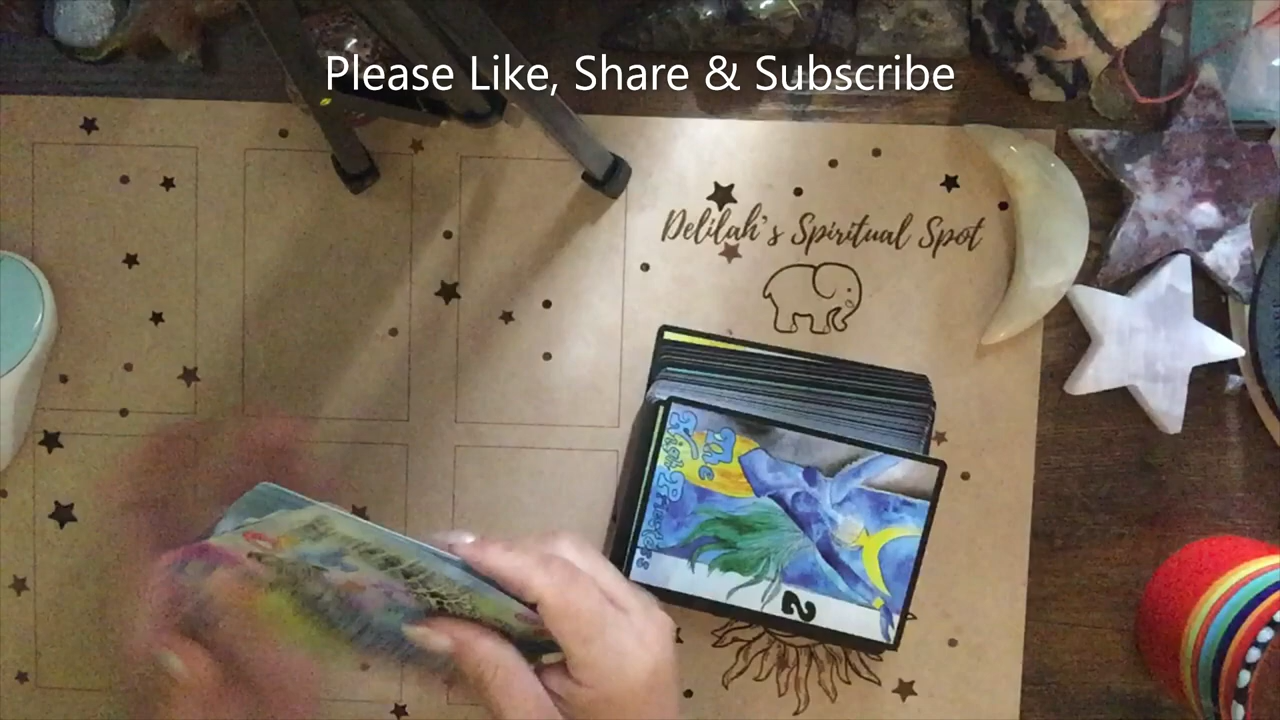 Please Like, Share & Subscribe
Delilah's Spiritual Spot
The
High Priestess
2